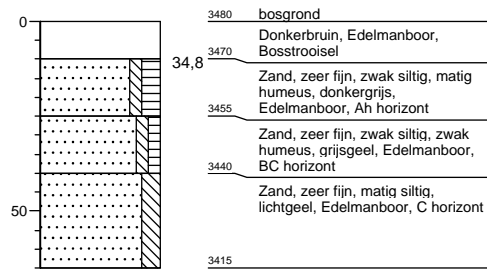 0
50
34,8
3480 bosgrond
Donkerbruin, Edelmanboor,
Bosstrooisel
3470
Zand, zeer fijn, zwak siltig, matig
humeus, donkergrijs,
Edelmanboor, Ah horizont
3455
Zand, zeer fijn, zwak siltig, zwak
humeus, grijsgeel, Edelmanboor,
BC horizont
3440
Zand, zeer fijn, matig siltig,
lichtgeel, Edelmanboor, C horizont
3415